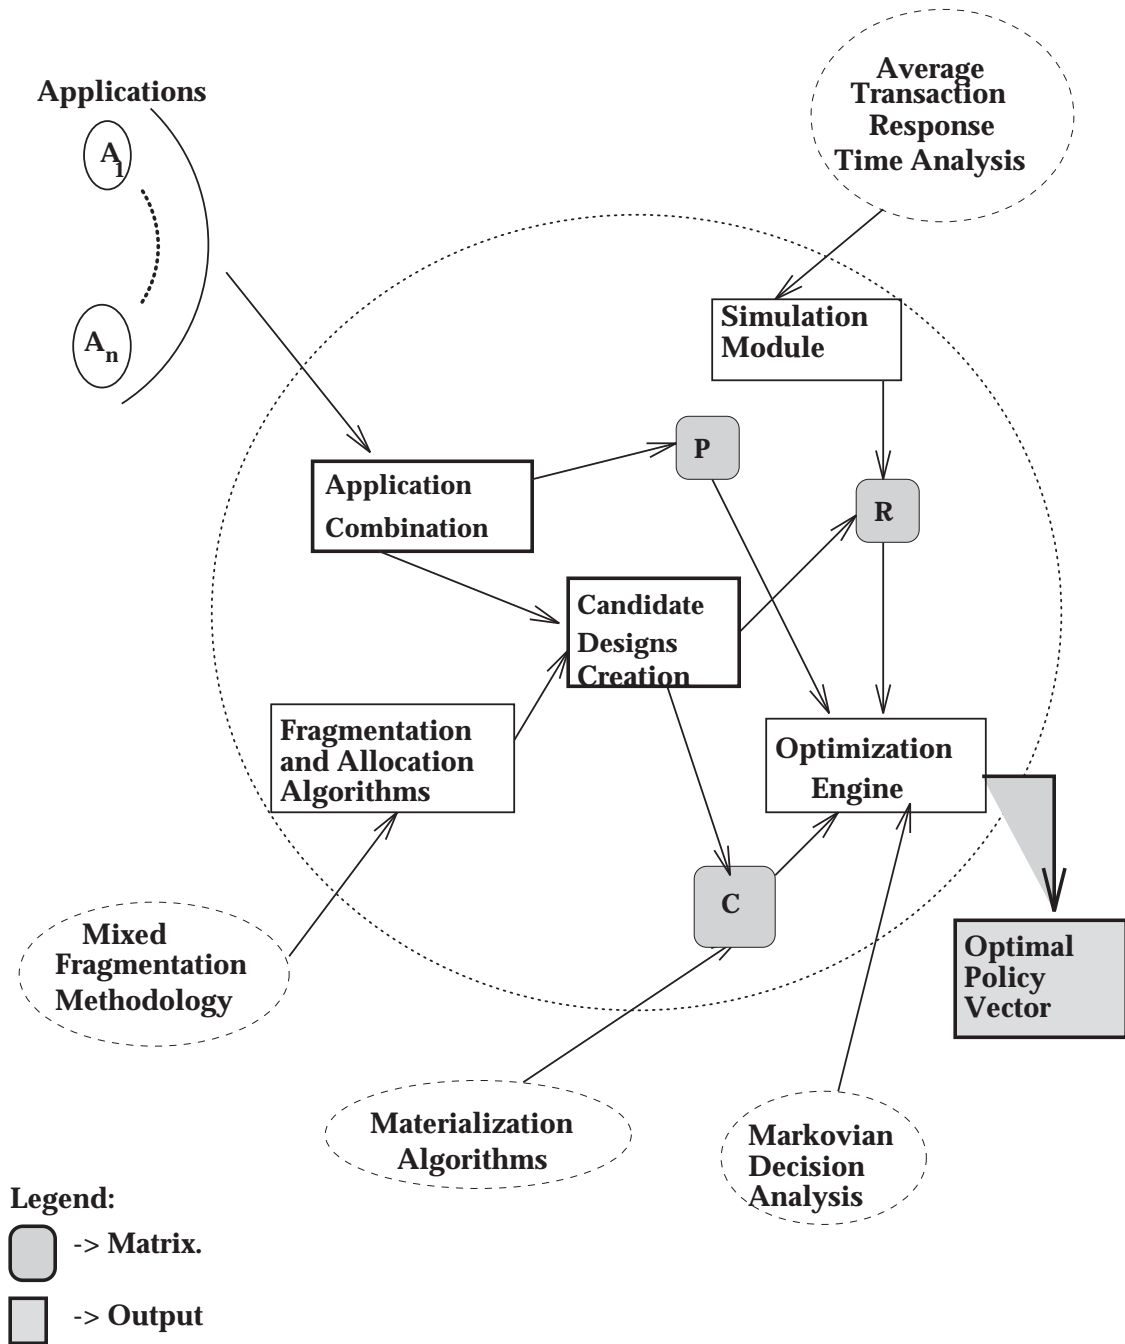 Average
Transaction
Response
Time Analysis
Applications
A1
An
Simulation
Module
P
R
Application
Combination
Candidate
Designs
Creation
Fragmentation
and Allocation
Algorithms
Optimization
Engine
C
Mixed
Fragmentation
Methodology
Optimal
Policy
Vector
Materialization
Algorithms
Markovian
Decision
Analysis
Legend:
-> Matrix.
-> Output